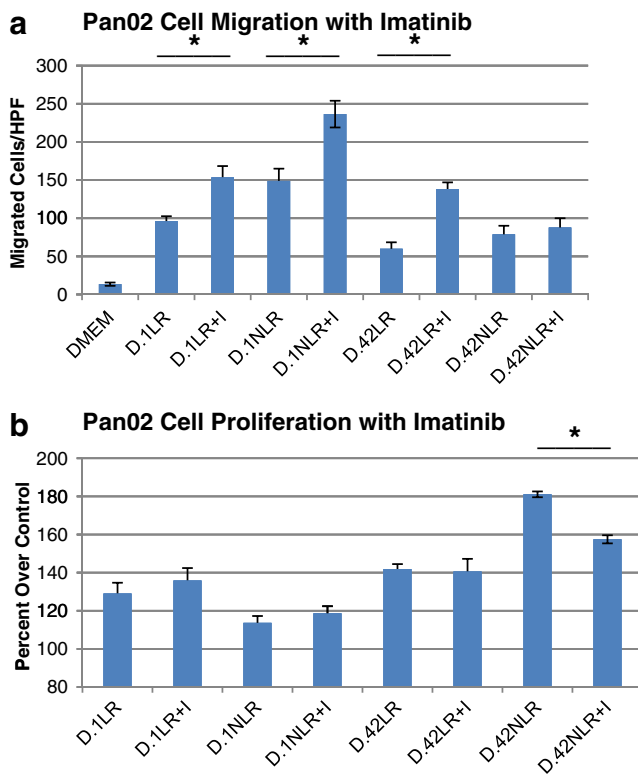 a
Pan02 Cell Migration with Imatinib
* * *
Migrated Cells/HPF
300
250
200
150
100
50
0
DMEM
D.1LR
D.1LR+I
D.1NLR
D.1NLR+I
D.42LR
D.42LR+I
D.42NLR
D.42NLR+I
b
Pan02 Cell Proliferation with Imatinib
*
Percent Over Control
200
180
160
140
120
100
80
D.1LR
D.1LR+I
D.1NLR
D.1NLR+I
D.42LR
D.42LR+I
D.42NLR
D.42NLR+I